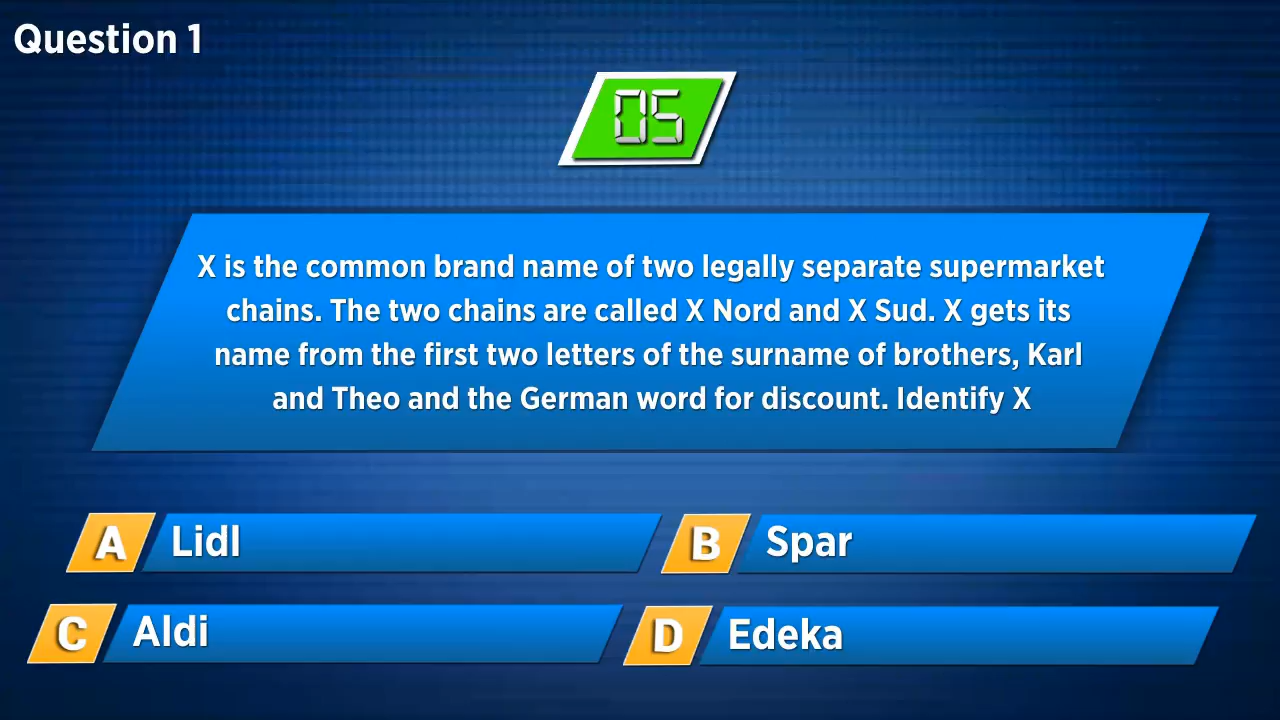 Question 1
05
X is the common brand name of two legally separate supermarket
chains. The two chains are called X Nord and X Sud. X gets its
name from the first two letters of the surname of brothers, Karl
and Theo and the German word for discount. Identify X
A Lidl
B Spar
C Aldi
D Edeka